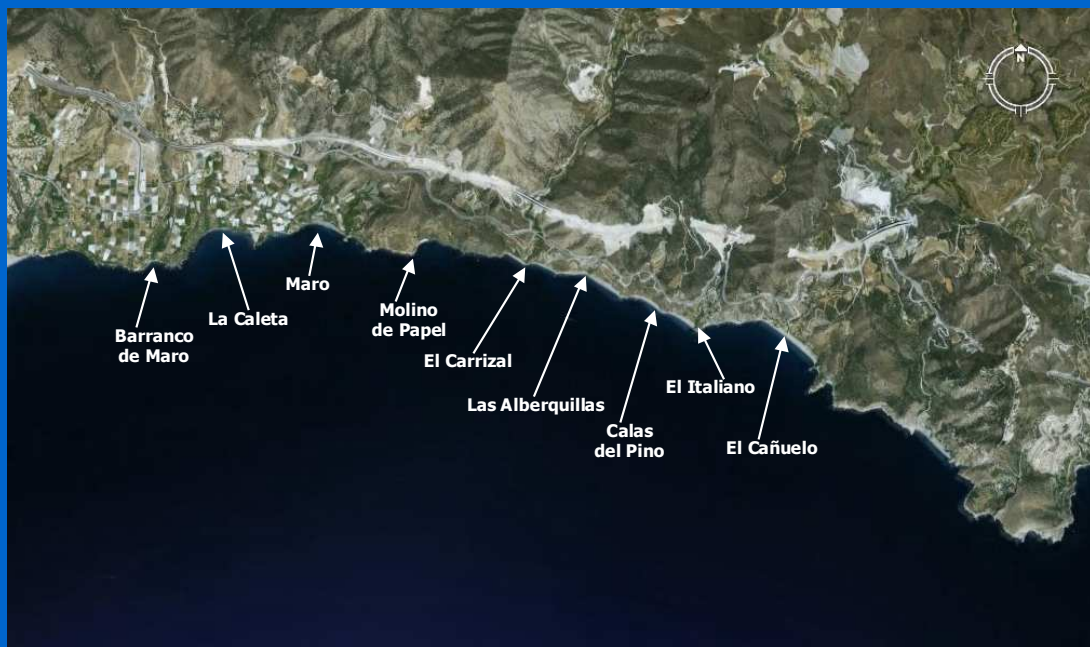 N
Barranco
de Maro
La Caleta
Maro
Molino
de Papel
El Carrizal
Las Alberquillas
Calas
del Pino
El Italiano
El Cañuelo